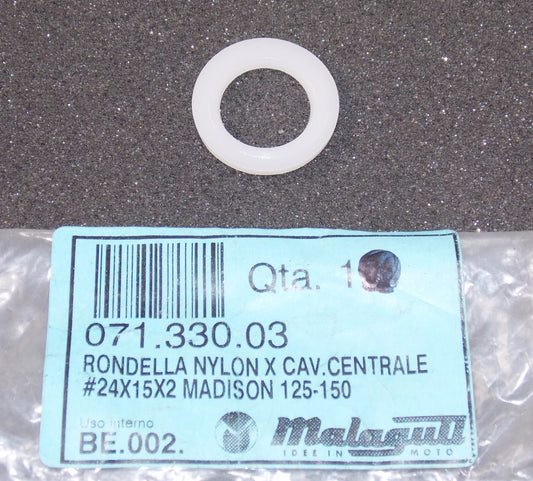 Qta. 1
071.330.03
RONDELLA NYLON X CAV.CENTRALE
#24X15X2 MADISON 125-150
Uso interno
BE.002.
Malaguti
IDEE IN MOTO